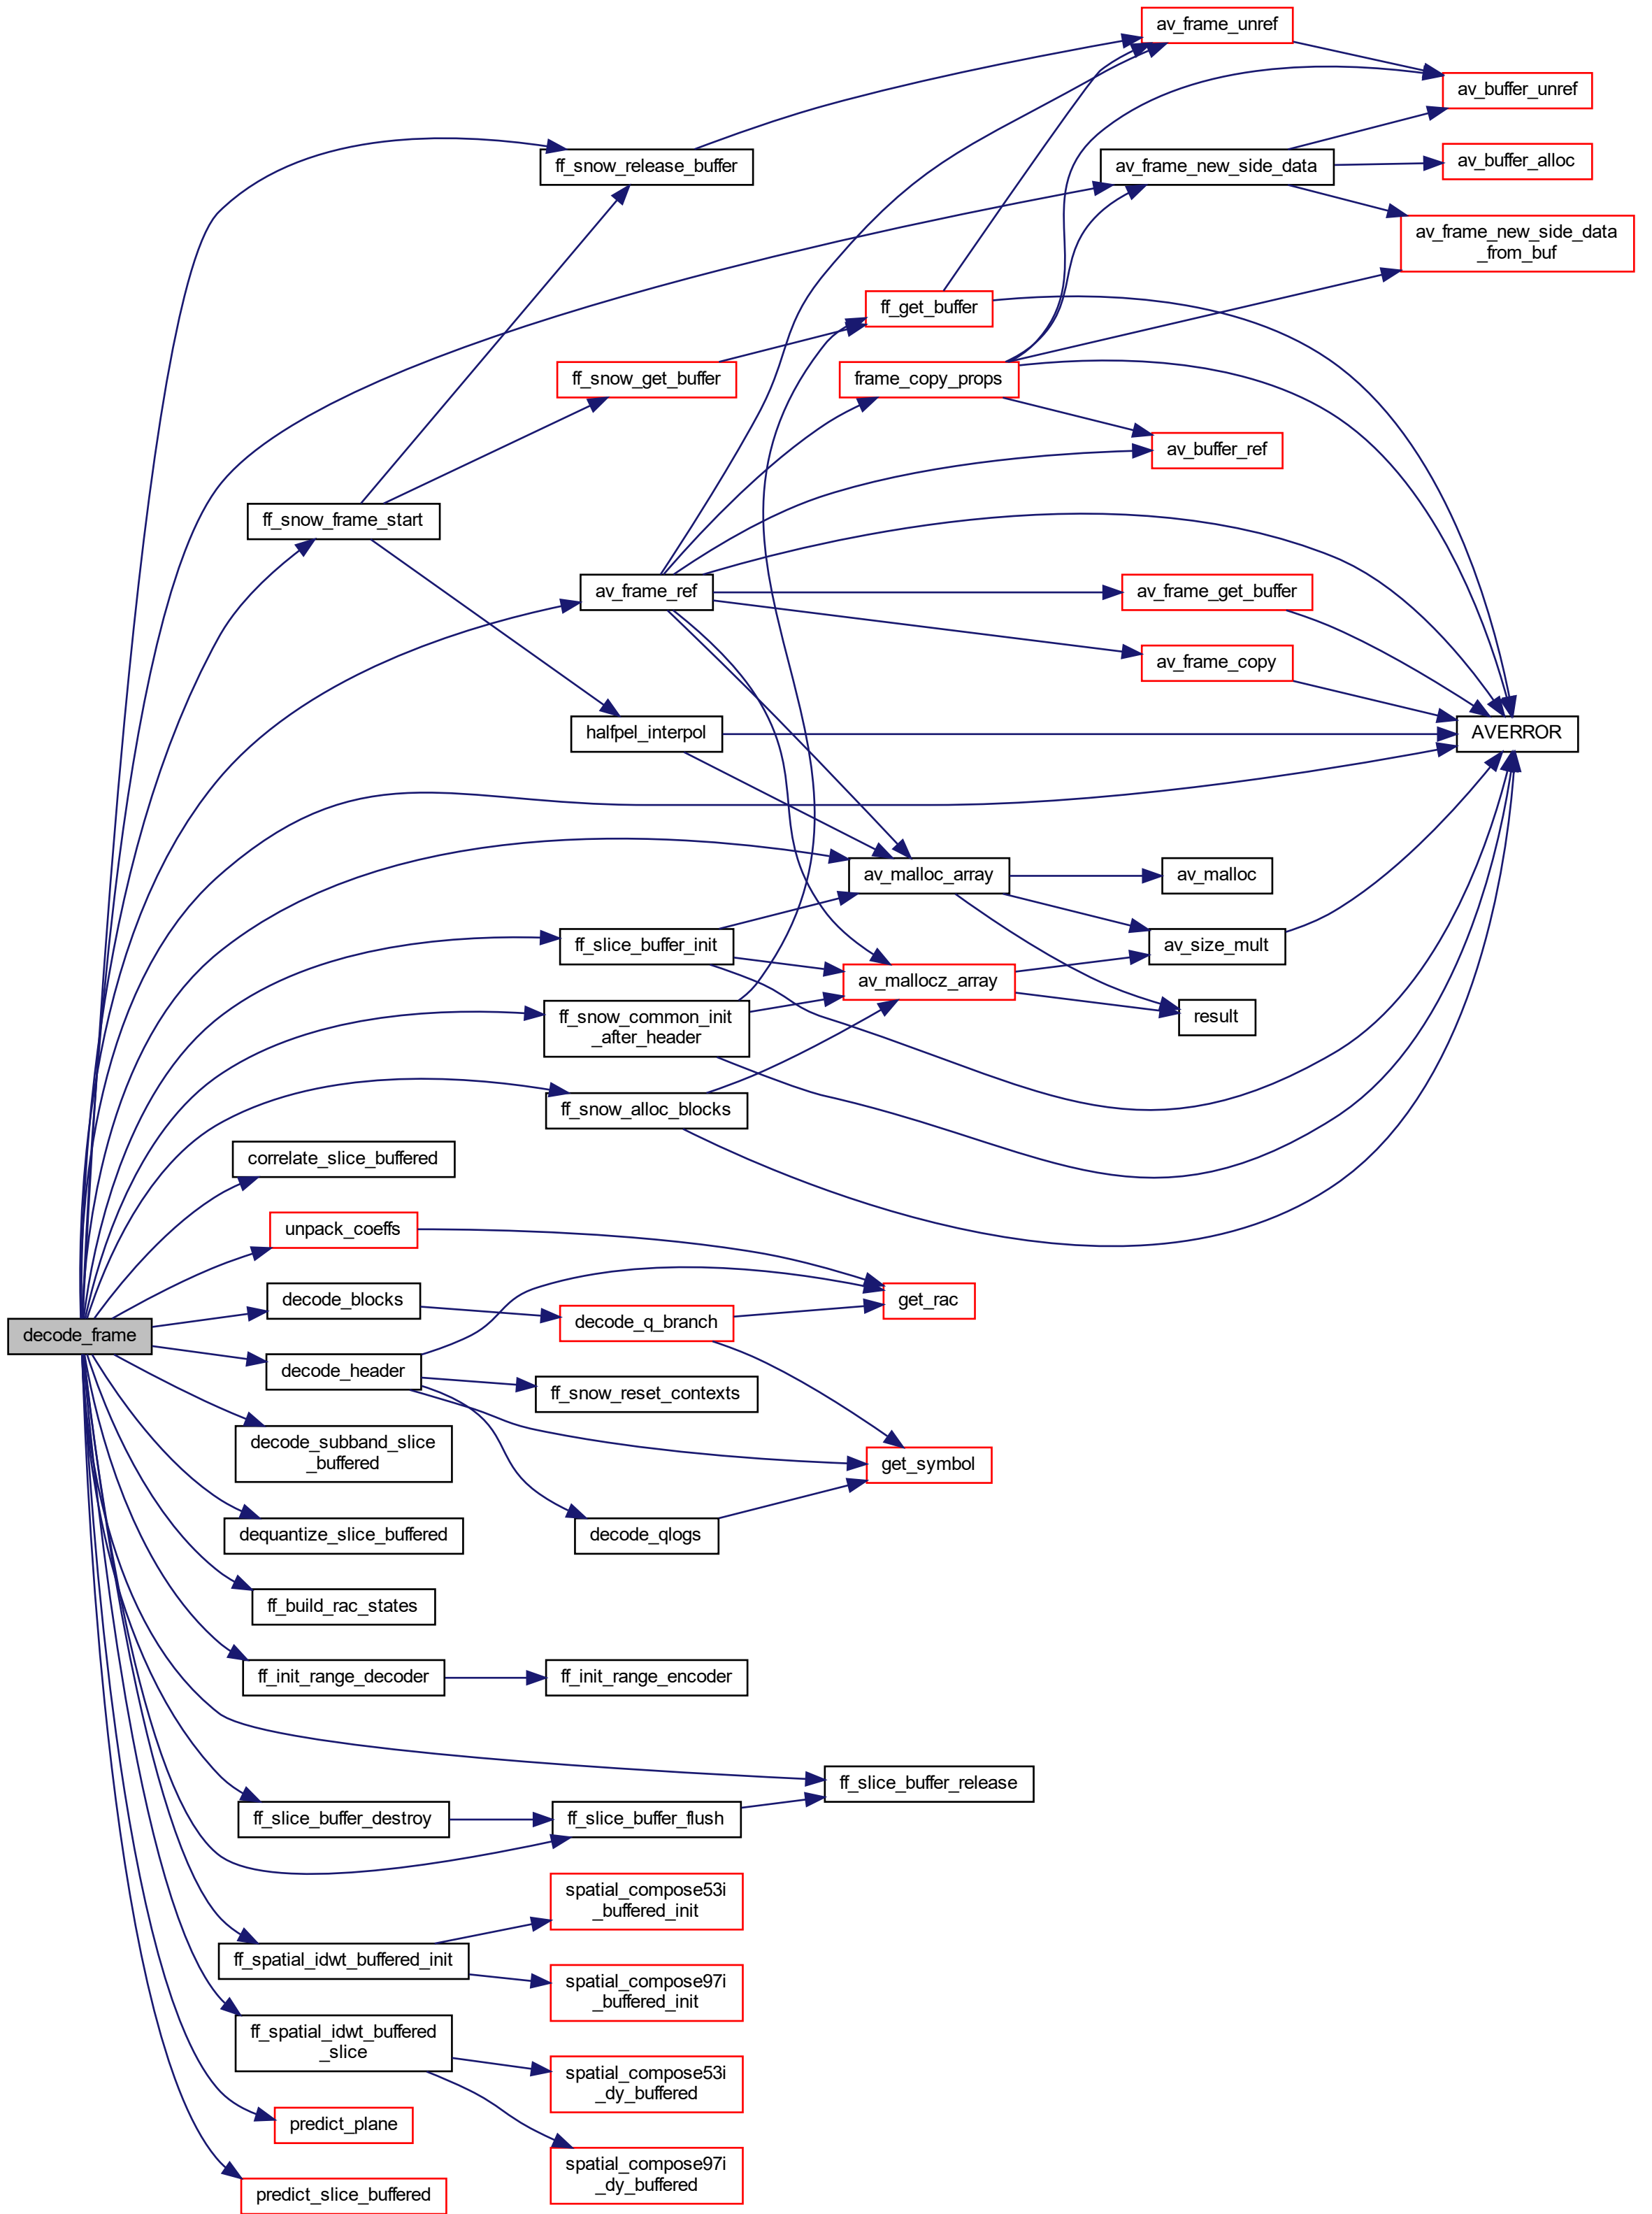 av_frame_unref
av_buffer_unref
ff_snow_release_buffer
av_frame_new_side_data
av_buffer_alloc
av_frame_new_side_data
_from_buf
ff_get_buffer
ff_snow_get_buffer
frame_copy_props
av_buffer_ref
ff_snow_frame_start
av_frame_ref
av_frame_get_buffer
av_frame_copy
halfpel_interpol
AVERROR
av_malloc_array
av_malloc
ff_slice_buffer_init
av_size_mult
av_mallocz_array
ff_snow_common_init
_after_header
result
ff_snow_alloc_blocks
correlate_slice_buffered
unpack_coeffs
decode_blocks
get_rac
decode_q_branch
decode_frame
decode_header
ff_snow_reset_contexts
decode_subband_slice
_buffered
get_symbol
dequantize_slice_buffered
decode_qlogs
ff_build_rac_states
ff_init_range_decoder
ff_init_range_encoder
ff_slice_buffer_release
ff_slice_buffer_destroy
ff_slice_buffer_flush
spatial_compose53i
_buffered_init
ff_spatial_idwt_buffered_init
spatial_compose97i
_buffered_init
ff_spatial_idwt_buffered
_slice
spatial_compose53i
_dy_buffered
predict_plane
spatial_compose97i
_dy_buffered
predict_slice_buffered